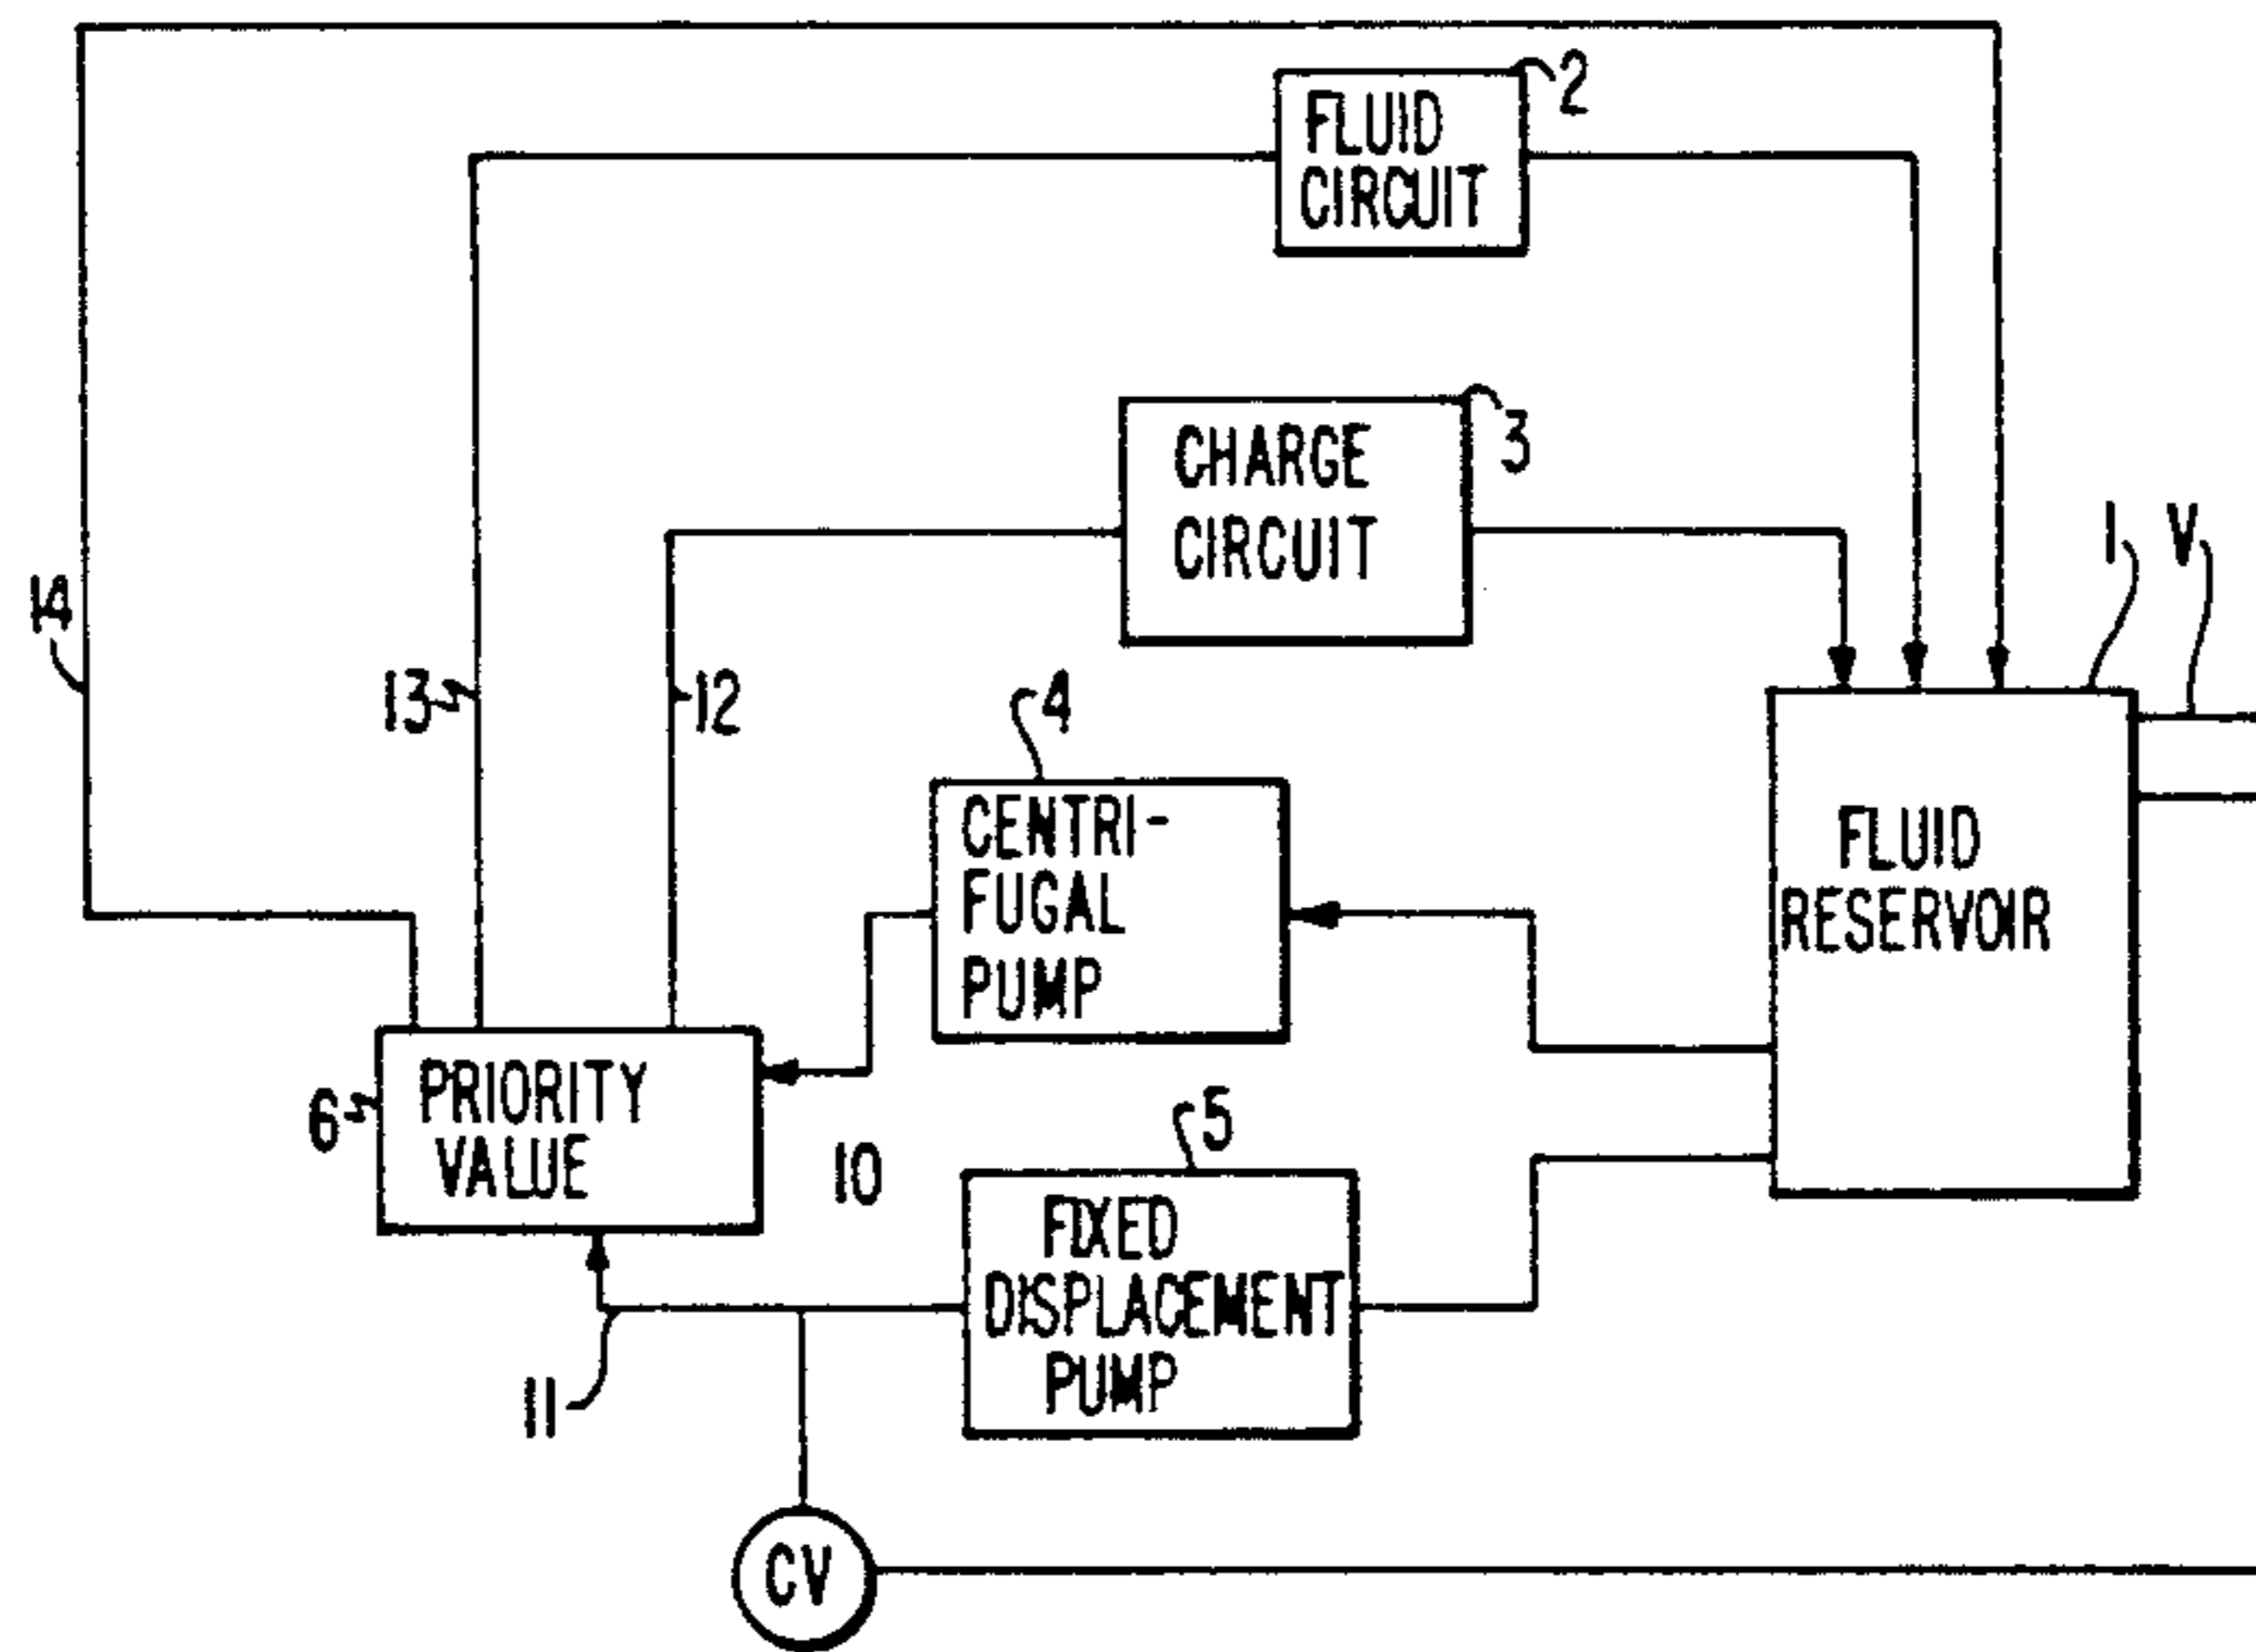 2
FLUID
CIRCUIT
3
CHARGE
CIRCUIT
1 V
14
13
12
4
CENTRI-
FUGAL
PUMP
FLUID
RESERVOIR
6
PRIORITY
VALUE
10
5
FIXED
DISPLACEMENT
PUMP
11
CV